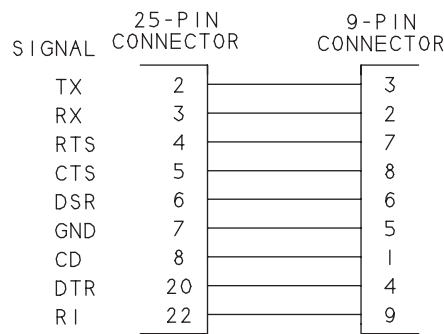 25-PIN 9-PIN
SIGNAL CONNECTOR CONNECTOR
TX 2 3
RX 3 2
RTS 4 7
CTS 5 8
DSR 6 6
GND 7 5
CD 8 1
DTR 20 4
RI 22 9